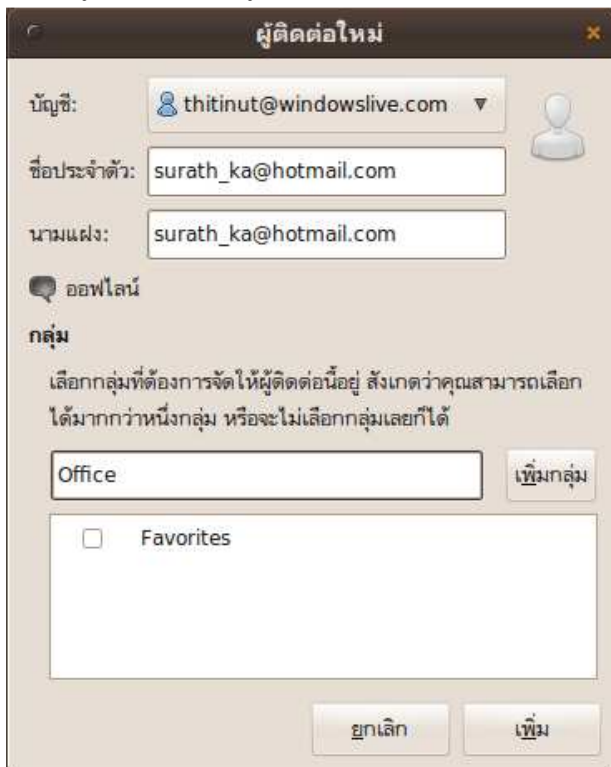 ผู้ติดต่อใหม่
บัญชี: thitinut@windowslive.com
ชื่อประจำตัว: surath_ka@hotmail.com
นามแฝง: surath_ka@hotmail.com
ออฟไลน์
กลุ่ม
เลือกกลุ่มที่ต้องการจัดให้ผู้ติดต่อนี้อยู่ สังเกตว่าคุณสามารถเลือก
ได้มากกว่าหนึ่งกลุ่ม หรือจะไม่เลือกกลุ่มเลยก็ได้
Office เพิ่มกลุ่ม
Favorites
ยกเลิก เพิ่ม